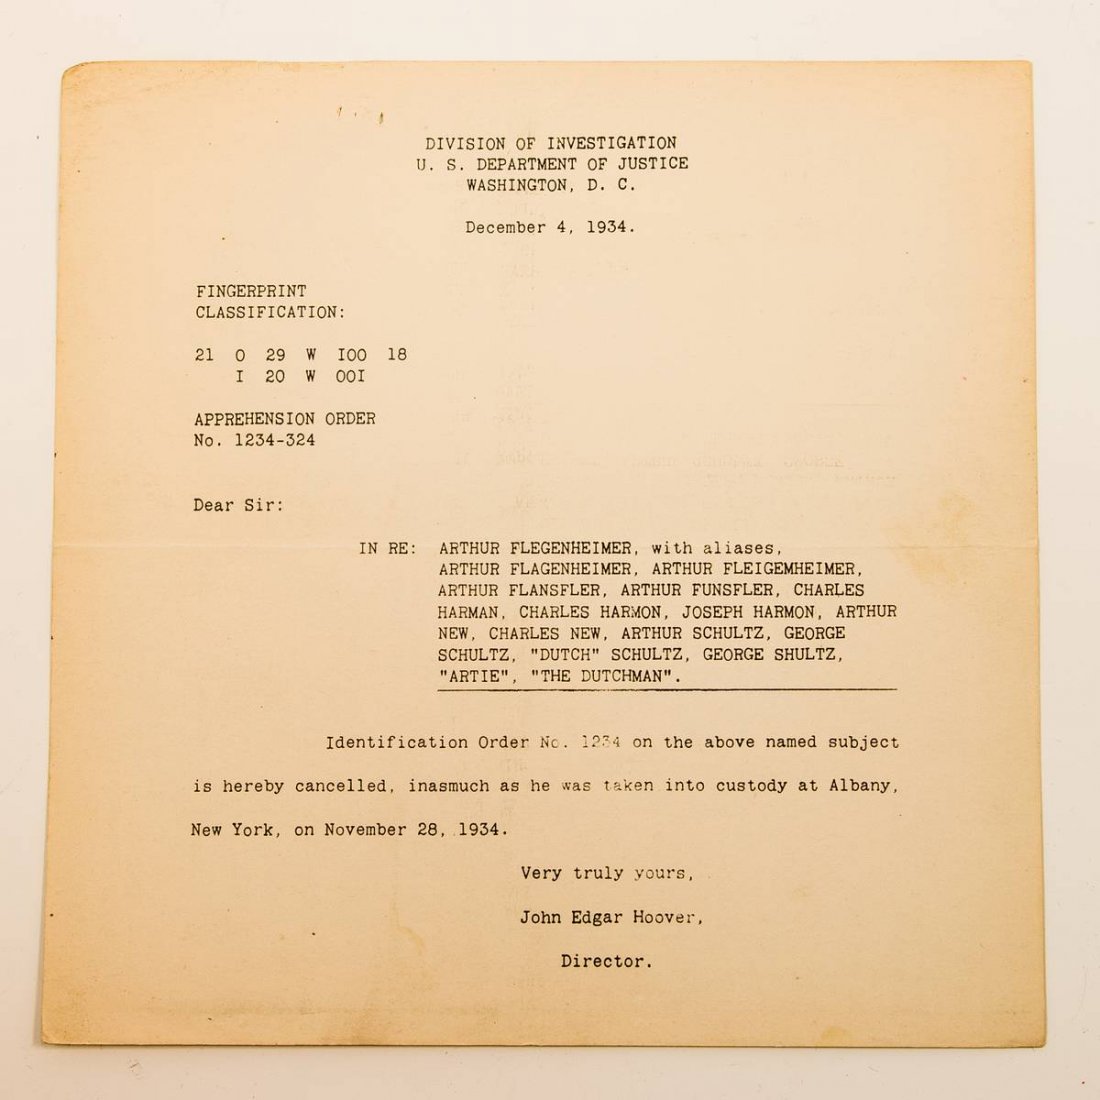 DIVISION OF INVESTIGATION
U. S. DEPARTMENT OF JUSTICE
WASHINGTON, D. C.
December 4, 1934.
FINGERPRINT
CLASSIFICATION:
21 O 29 W IOO 18
I 20 W OOI
APPREHENSION ORDER
No. 1234-324
Dear Sir:
IN RE: ARTHUR FLEGENHEIMER, with aliases,
ARTHUR FLAGENHEIMER, ARTHUR FLEIGEMHEIMER,
ARTHUR FLANSFLER, ARTHUR FUNSFLER, CHARLES
HARMAN, CHARLES HARMON, JOSEPH HARMON, ARTHUR
NEW, CHARLES NEW, ARTHUR SCHULTZ, GEORGE
SCHULTZ, "DUTCH" SCHULTZ, GEORGE SHULTZ,
"ARTIE", "THE DUTCHMAN".
Identification Order No. 1234 on the above named subject
is hereby cancelled, inasmuch as he was taken into custody at Albany,
New York, on November 28, 1934.
Very truly yours,
John Edgar Hoover,
Director.